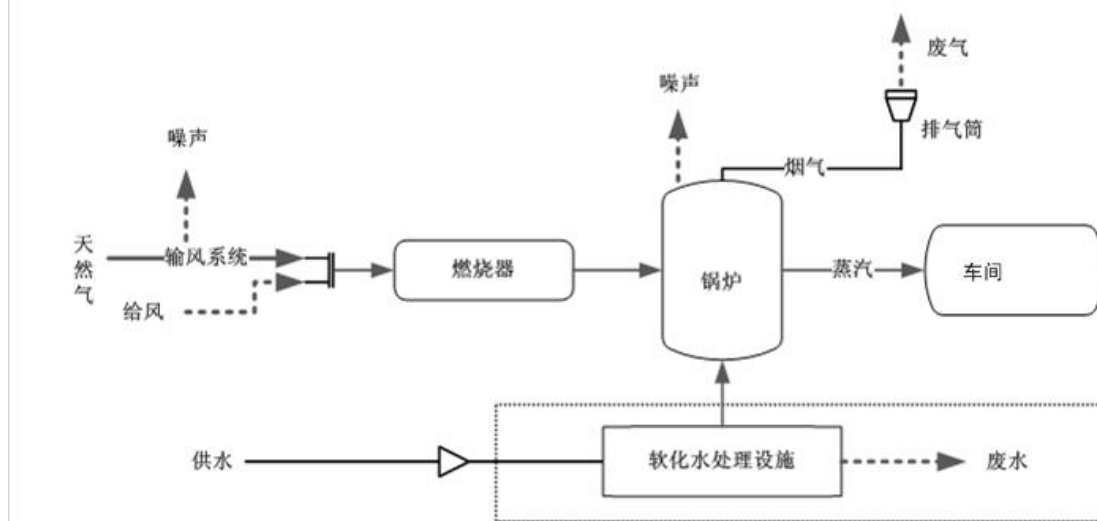 废气
噪声
排气筒
噪声
烟气
天然气
输风系统
燃烧器
锅炉
蒸汽
车间
给风
供水
软化水处理设施
废水